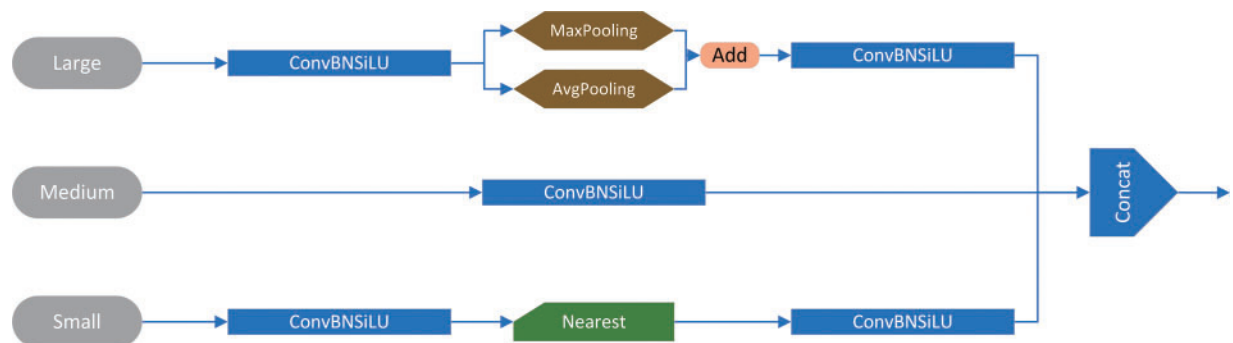 MaxPooling
Large
ConvBNSiLU
Add
ConvBNSiLU
AvgPooling
Medium
ConvBNSiLU
Concat
Small
ConvBNSiLU
Nearest
ConvBNSiLU